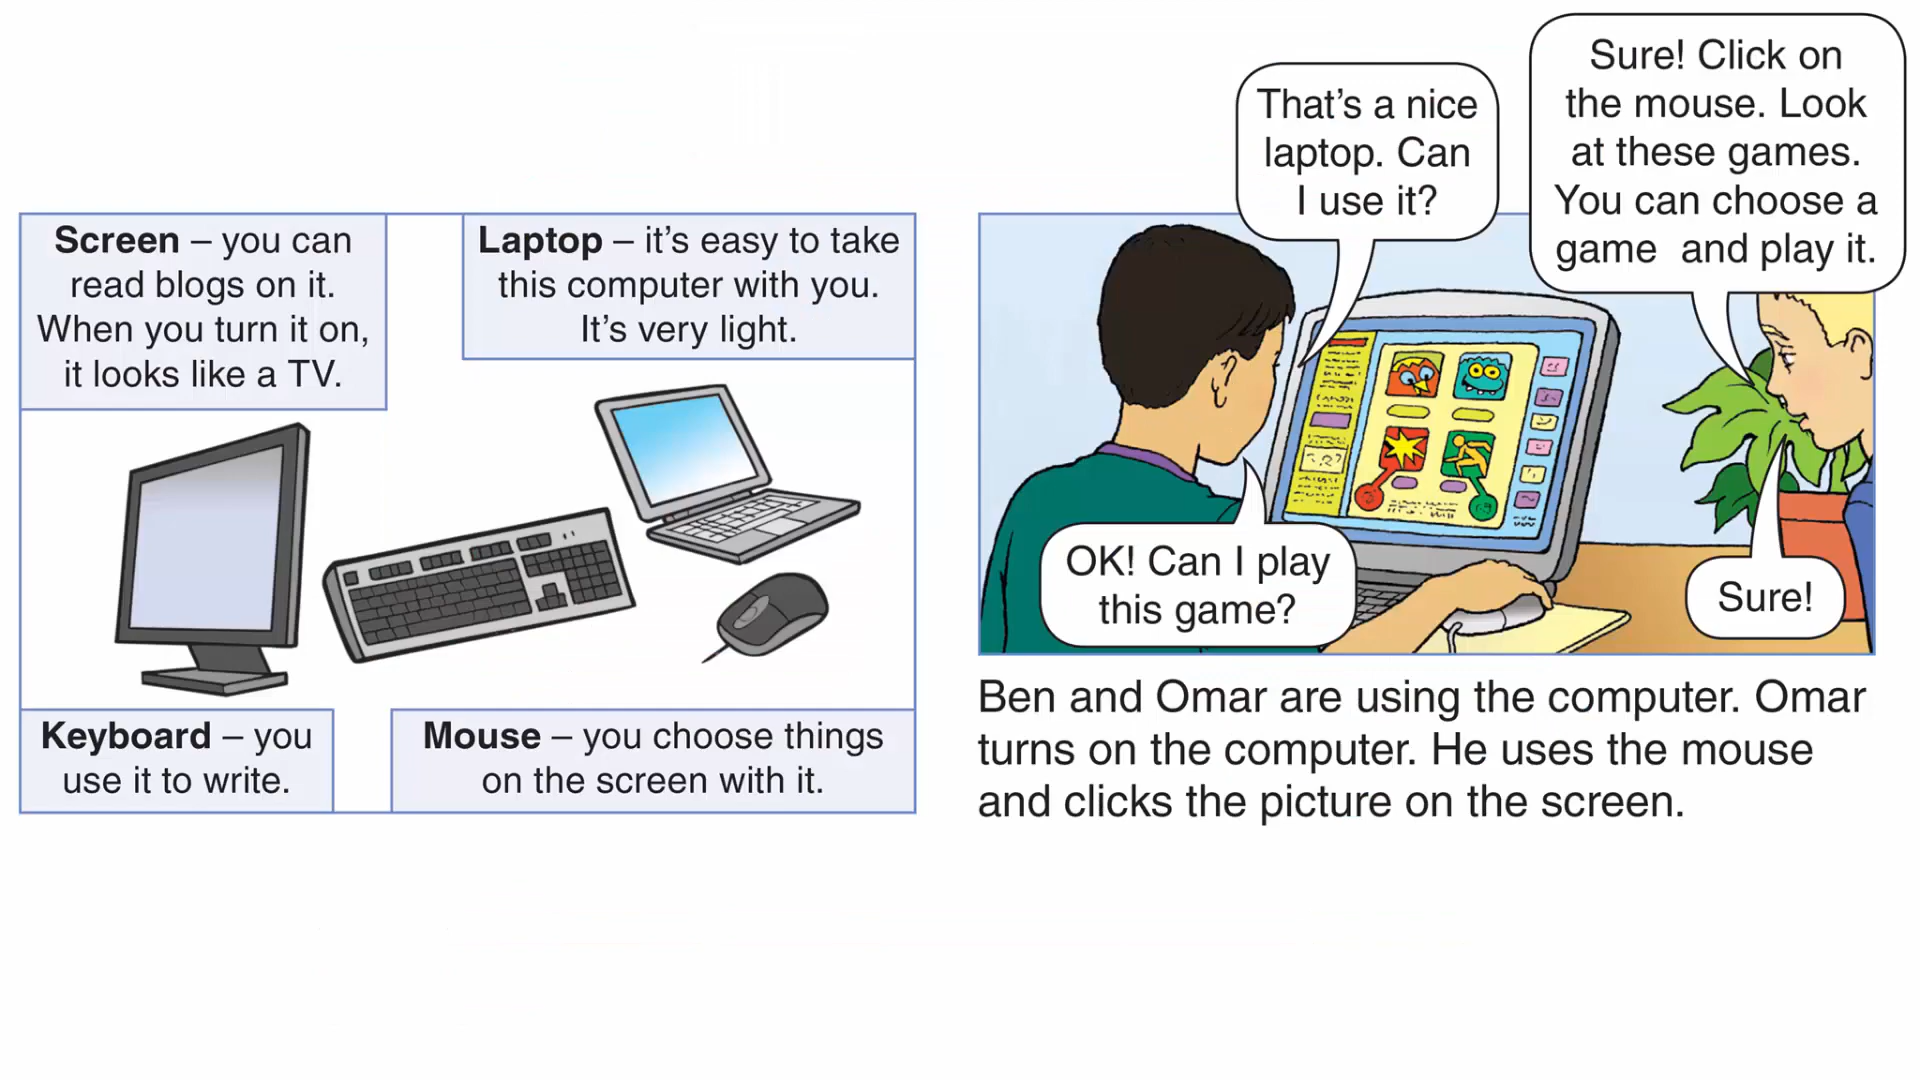 Screen – you can
read blogs on it.
When you turn it on,
it looks like a TV.
Laptop – it’s easy to take
this computer with you.
It’s very light.
Keyboard – you
use it to write.
Mouse – you choose things
on the screen with it.
That’s a nice
laptop. Can
I use it?
Sure! Click on
the mouse. Look
at these games.
You can choose a
game and play it.
OK! Can I play
this game?
Sure!
Ben and Omar are using the computer. Omar
turns on the computer. He uses the mouse
and clicks the picture on the screen.